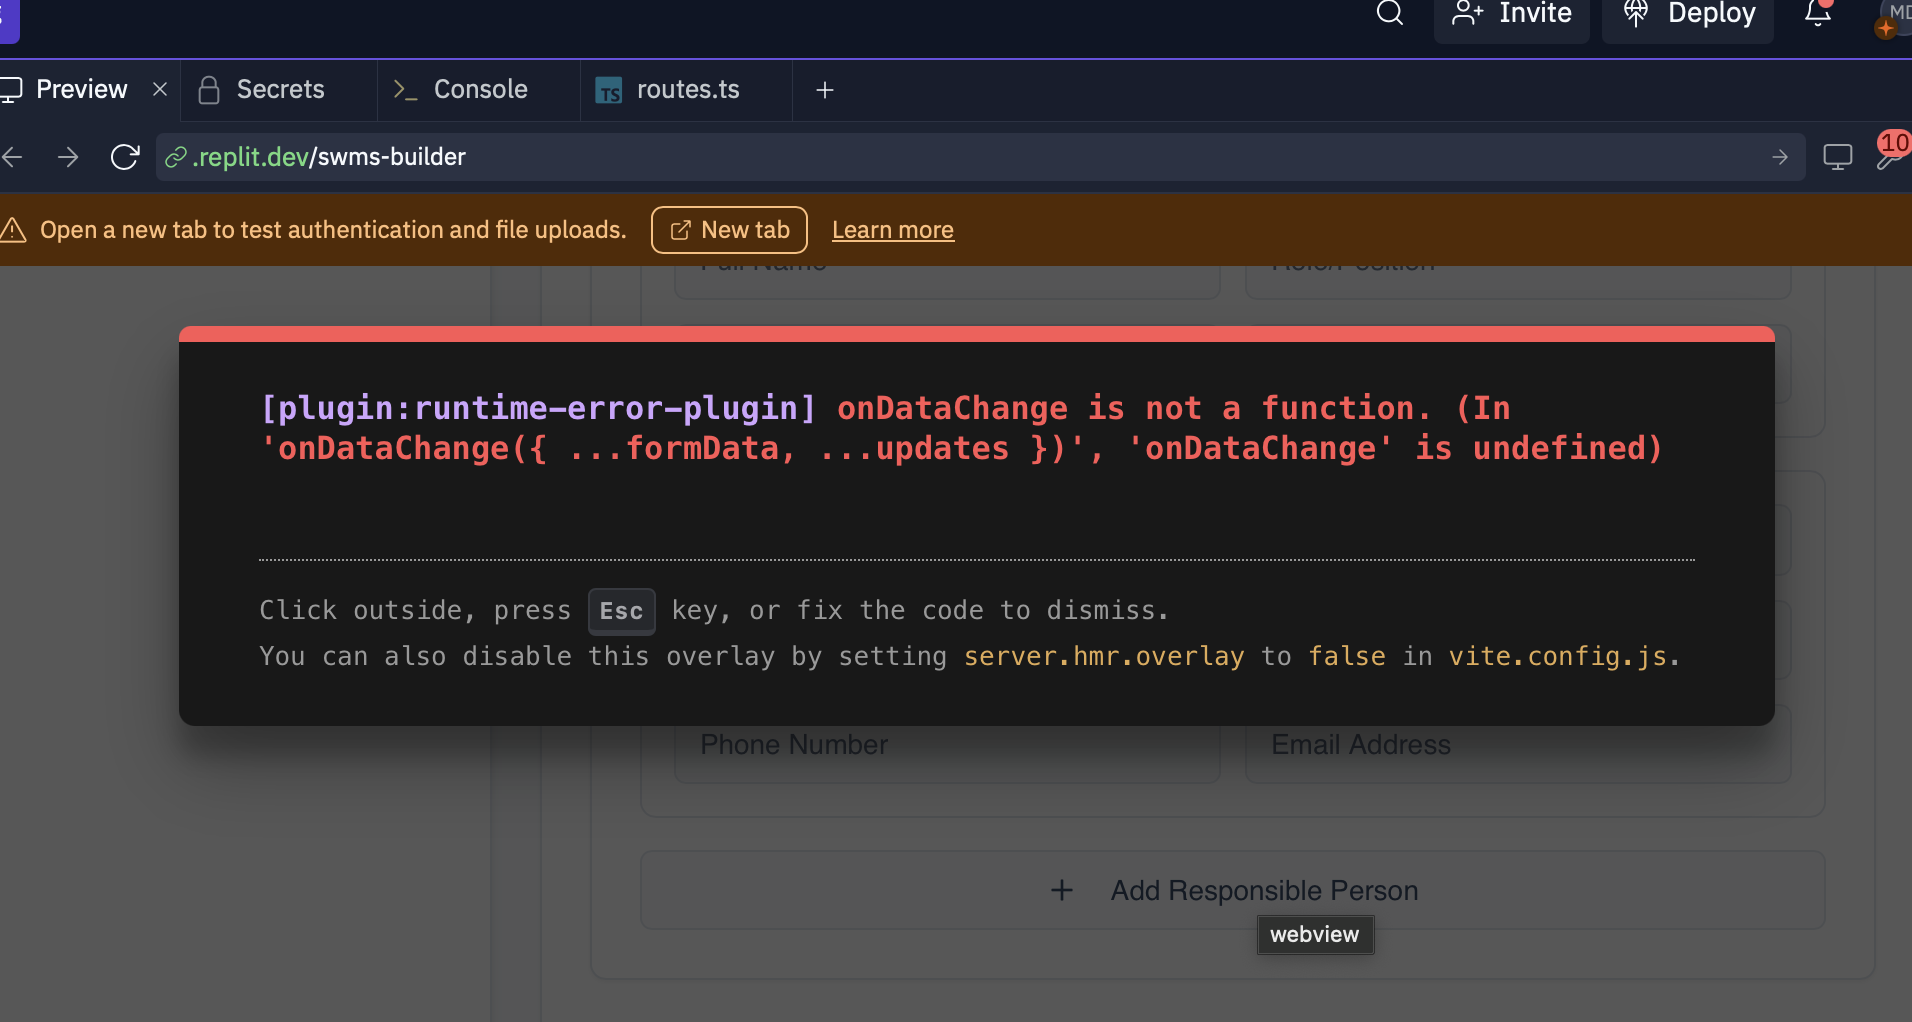 Invite
Deploy
MD
Preview
Secrets
Console
TS routes.ts
.replit.dev/swms-builder
10
Open a new tab to test authentication and file uploads.
New tab
Learn more
[plugin:runtime-error-plugin] onDataChange is not a function. (In
'onDataChange({ ...formData, ...updates })', 'onDataChange' is undefined)
Click outside, press Esc key, or fix the code to dismiss.
You can also disable this overlay by setting server.hmr.overlay to false in vite.config.js.
Phone Number
Email Address
Add Responsible Person
webview